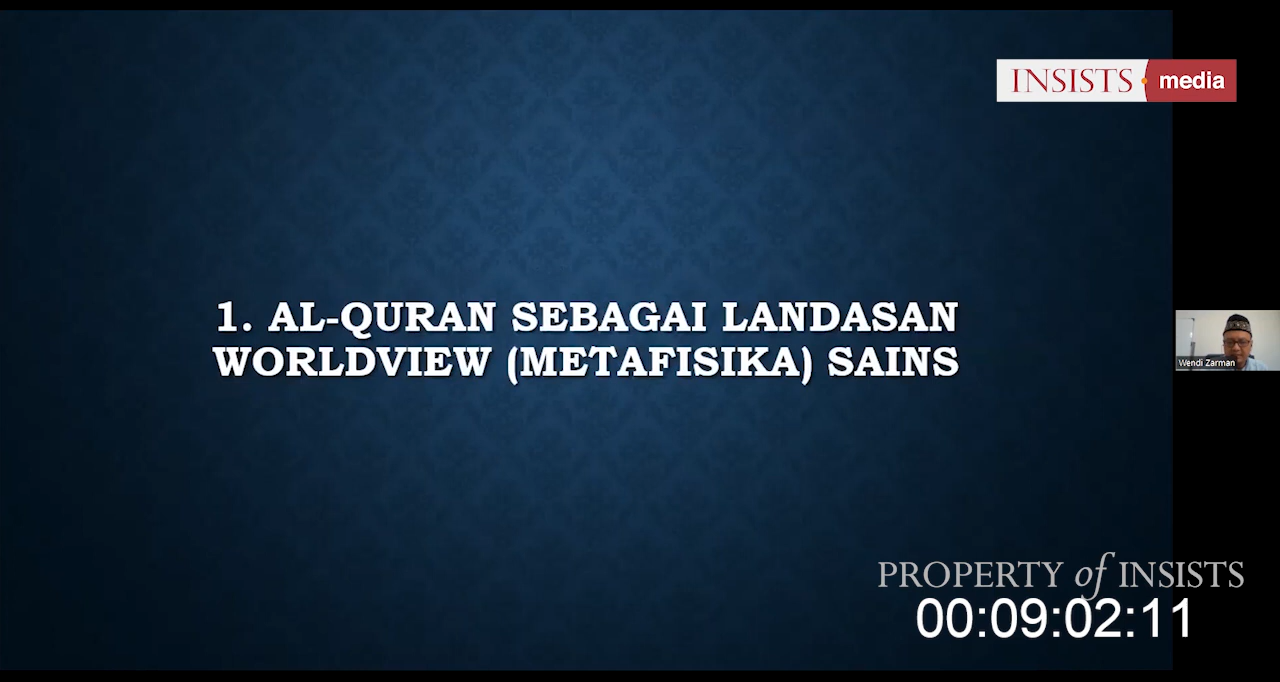 INSISTS media
1. AL-QURAN SEBAGAI LANDASAN
WORLDVIEW (METAFISIKA) SAINS
Wendi Zarman
PROPERTY of INSISTS
00:09:02:11